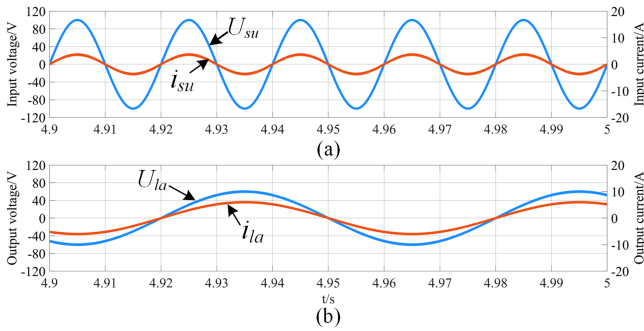 120
80
40
0
-40
-80
-120
Input voltage/V
20
10
0
-10
-20
Input current/A
U_su
i_su
4.9 4.91 4.92 4.93 4.94 4.95 4.96 4.97 4.98 4.99 5
(a)
120
80
40
0
-40
-80
-120
Output voltage/V
20
10
0
-10
-20
Output current/A
U_la
i_la
4.9 4.91 4.92 4.93 4.94 4.95 4.96 4.97 4.98 4.99 5
t/s
(b)